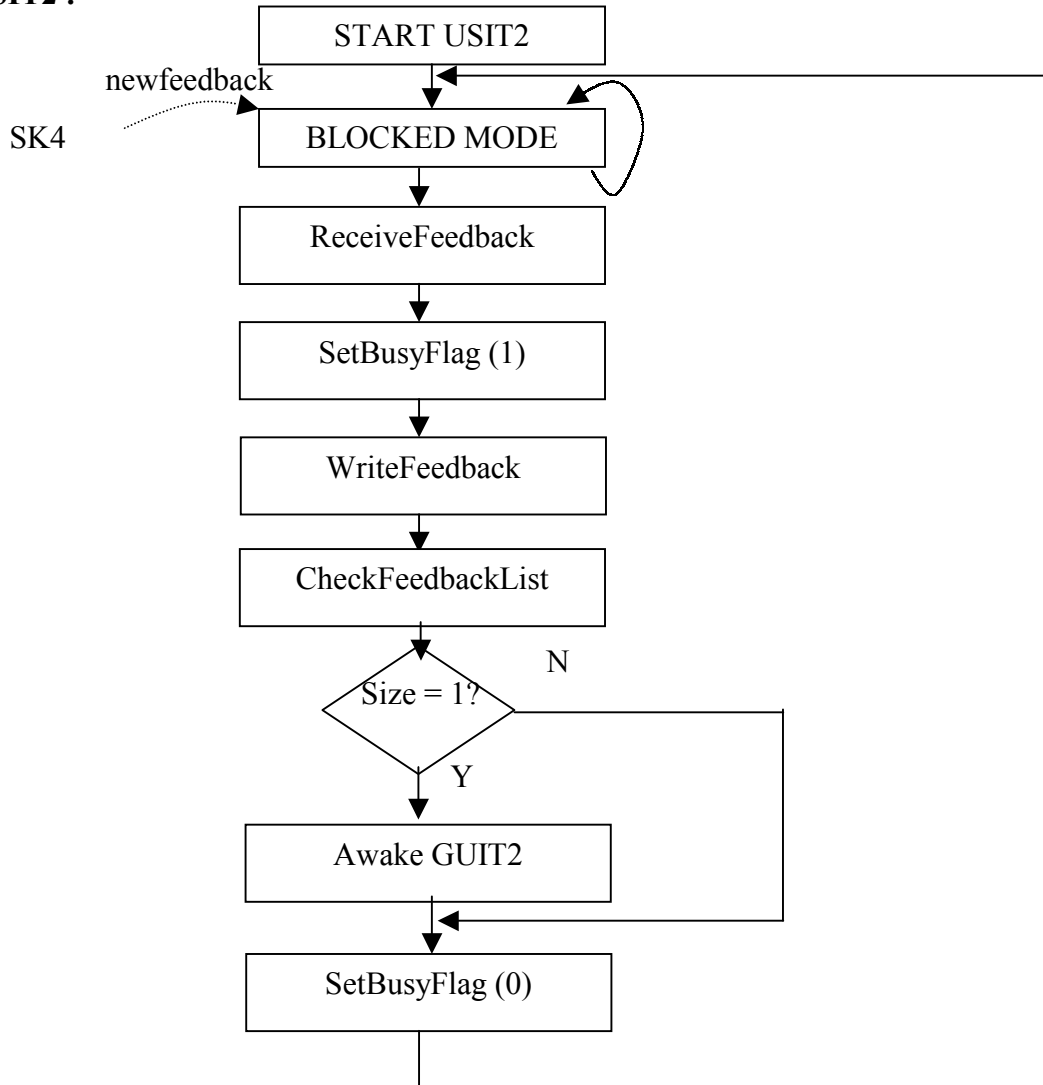 START USIT2
newfeedback
SK4
BLOCKED MODE
ReceiveFeedback
SetBusyFlag (1)
WriteFeedback
CheckFeedbackList
N
Size = 1?
Y
Awake GUIT2
SetBusyFlag (0)